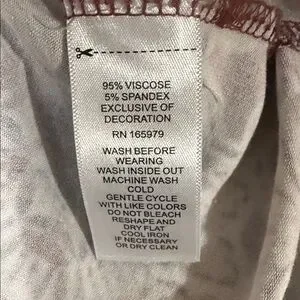 95% VISCOSE
5% SPANDEX
EXCLUSIVE OF
DECORATION
RN 165979
WASH BEFORE
WEARING
WASH INSIDE OUT
MACHINE WASH
COLD
GENTLE CYCLE
WITH LIKE COLORS
DO NOT BLEACH
RESHAPE AND
DRY FLAT
COOL IRON
IF NECESSARY
OR DRY CLEAN